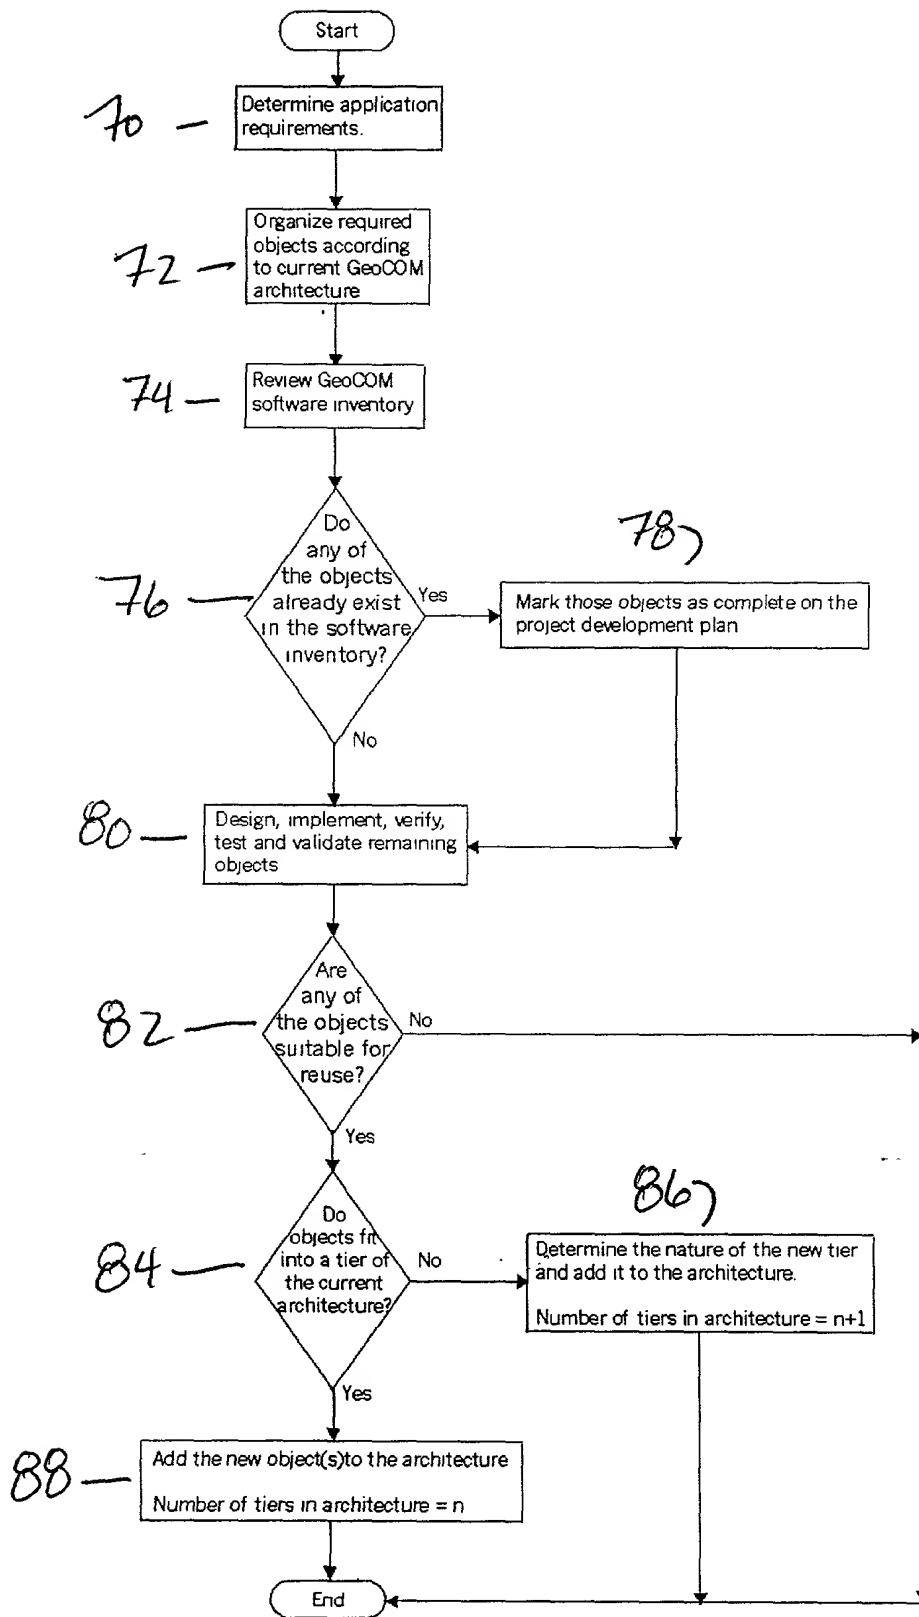 Start
70
Determine application
requirements.
72
Organize required
objects according
to current GeoCOM
architecture
74
Review GeoCOM
software inventory
76
Do
any of
the objects
already exist
in the software
inventory?
Yes
78
Mark those objects as complete on the
project development plan
No
80
Design, implement, verify,
test and validate remaining
objects
82
Are
any of
the objects
suitable for
reuse?
No
Yes
84
Do
objects fit
into a tier of
the current
architecture?
No
86
Determine the nature of the new tier
and add it to the architecture.
Number of tiers in architecture = n+1
Yes
88
Add the new object(s)to the architecture
Number of tiers in architecture = n
End